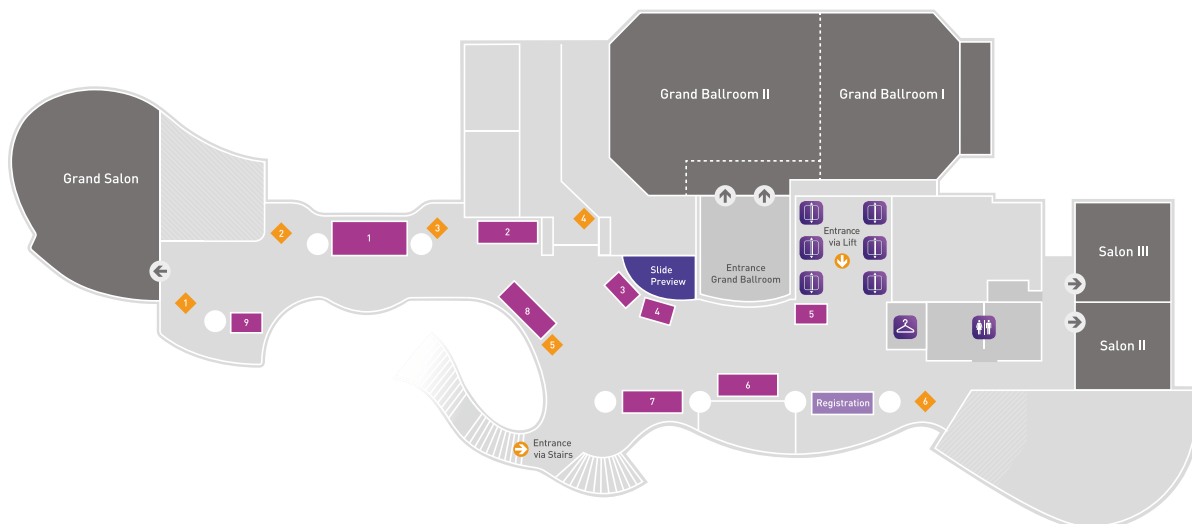 Grand Ballroom II
Grand Ballroom I
Grand Salon
4
2
3
1
2
Entrance
via Lift
Slide
Preview
Entrance
Grand Ballroom
Salon III
3
4
5
1
9
8
5
Salon II
6
7
Registration
6
Entrance
via Stairs